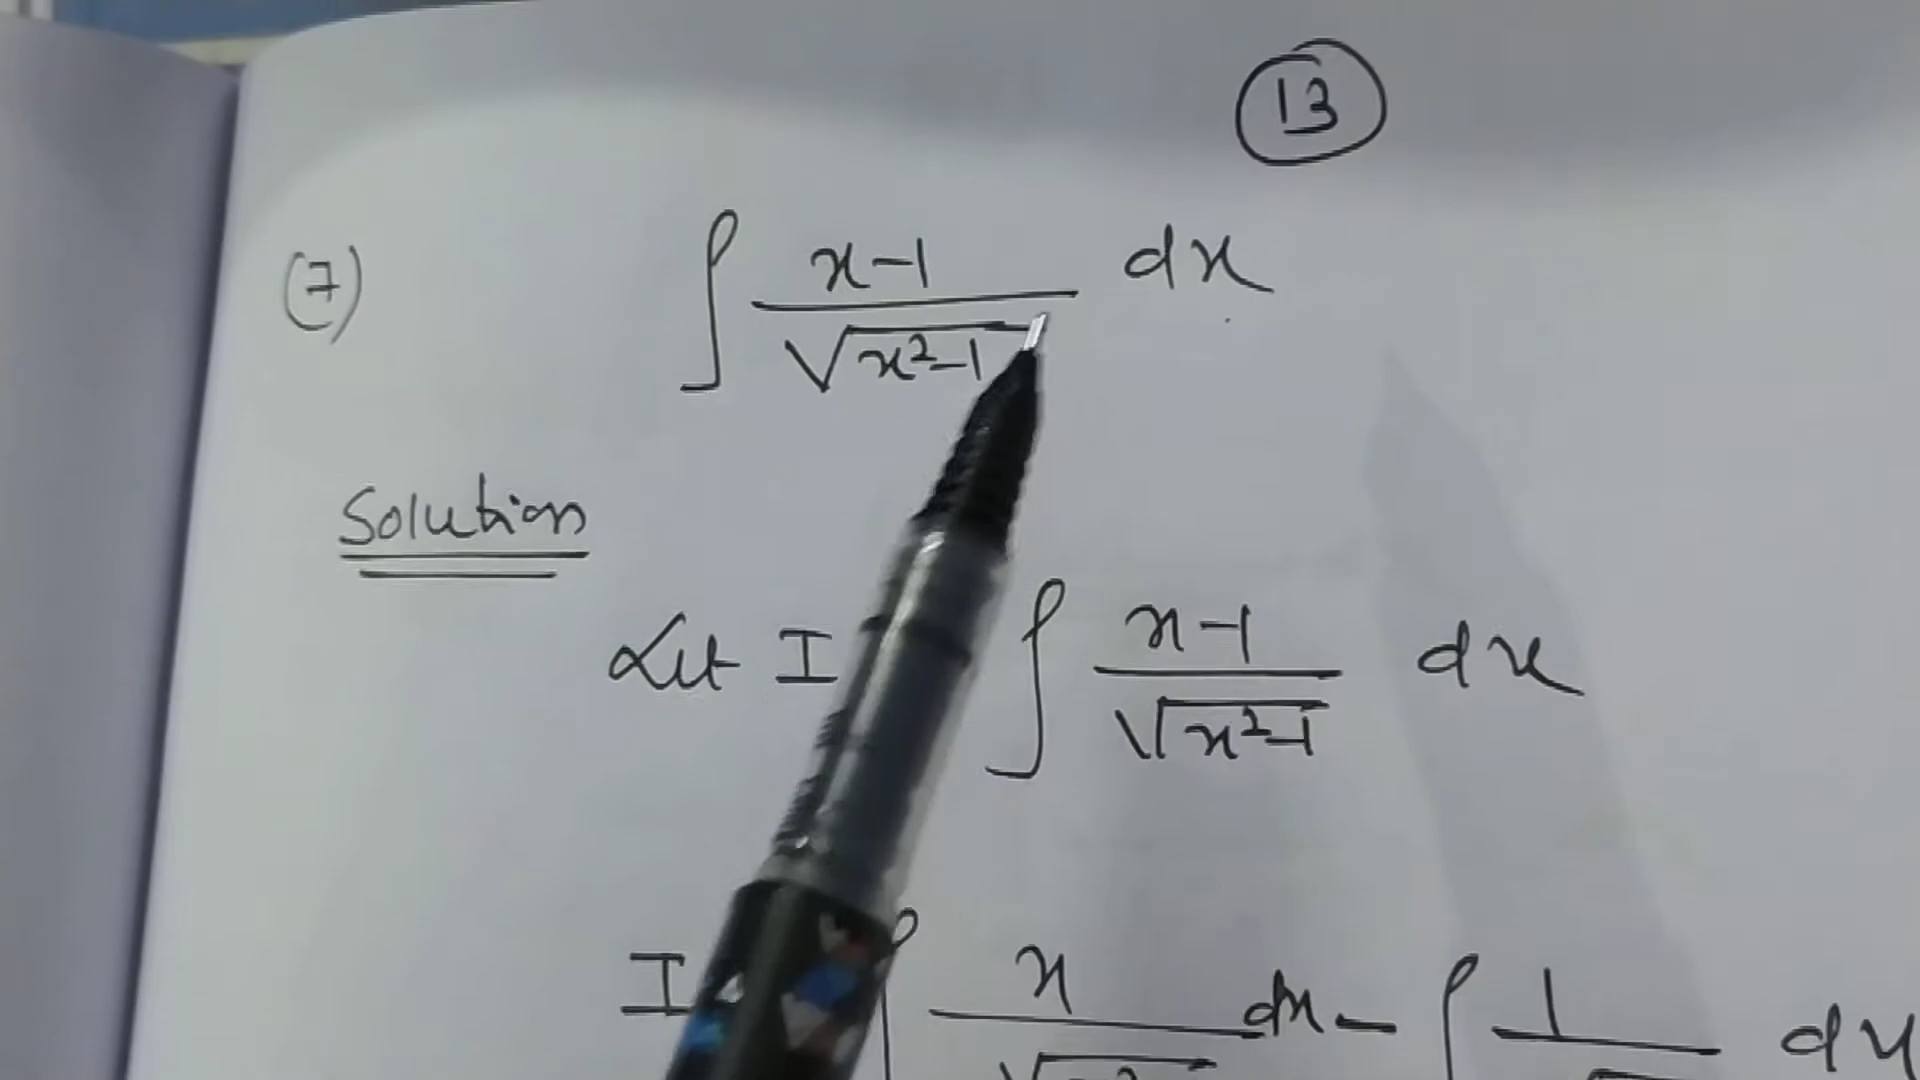 13
(7) ∫ x-1 / √(x²-1) dx
Solution
Let I ∫ x-1 / √(x²-1) dx
I ∫ x / √ dx - ∫ 1 / √ dx